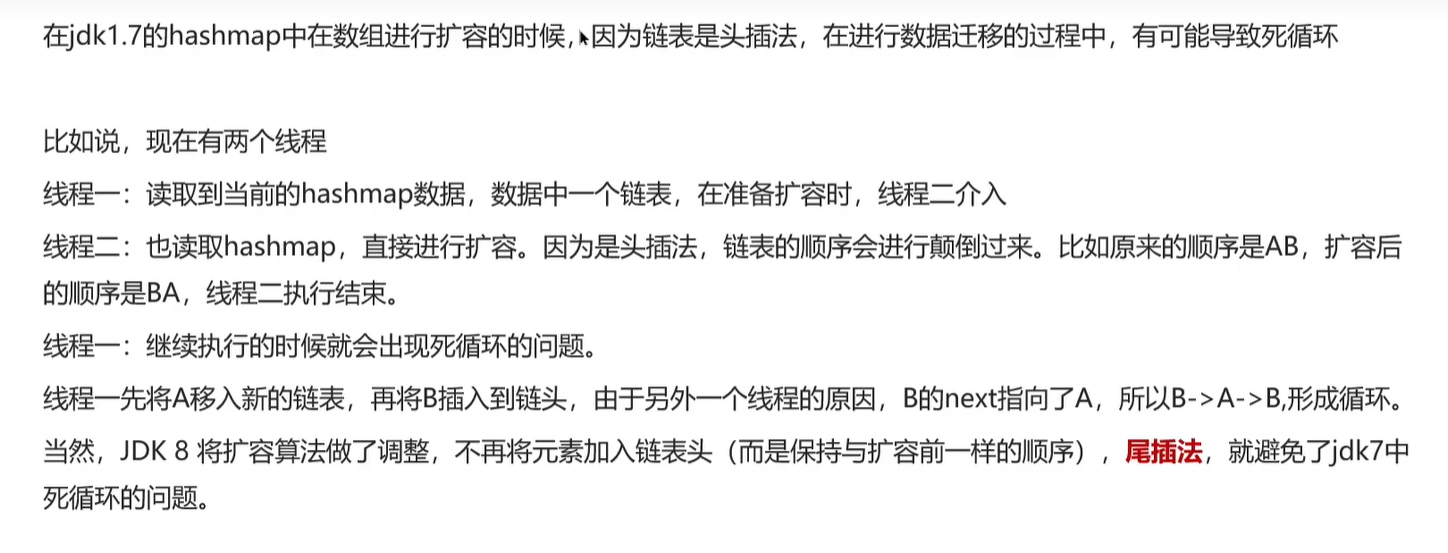 在jdk1.7的hashmap中在数组进行扩容的时候，因为链表是头插法，在进行数据迁移的过程中，有可能导致死循环
比如说，现在有两个线程
线程一：读取到当前的hashmap数据，数据中一个链表，在准备扩容时，线程二介入
线程二：也读取hashmap，直接进行扩容。因为是头插法，链表的顺序会进行颠倒过来。比如原来的顺序是AB，扩容后
的顺序是BA，线程二执行结束。
线程一：继续执行的时候就会出现死循环的问题。
线程一先将A移入新的链表，再将B插入到链头，由于另外一个线程的原因，B的next指向了A，所以B->A->B,形成循环。
当然，JDK 8 将扩容算法做了调整，不再将元素加入链表头（而是保持与扩容前一样的顺序），尾插法，就避免了jdk7中
死循环的问题。